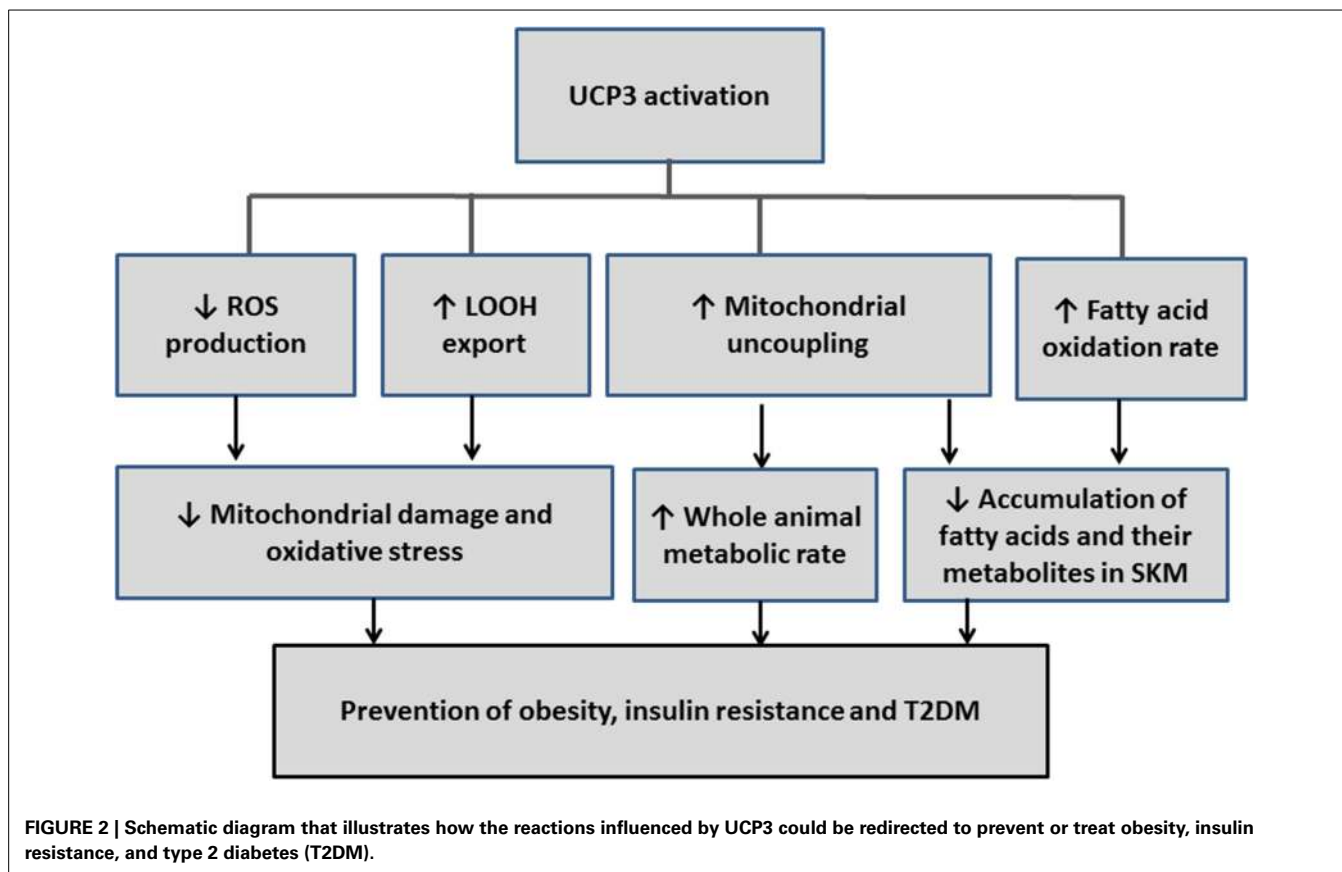 UCP3 activation
↓ ROS
production
↑ LOOH
export
↑ Mitochondrial
uncoupling
↑ Fatty acid
oxidation rate
↓ Mitochondrial damage and
oxidative stress
↑ Whole animal
metabolic rate
↓ Accumulation of
fatty acids and their
metabolites in SKM
Prevention of obesity, insulin resistance and T2DM
FIGURE 2 | Schematic diagram that illustrates how the reactions influenced by UCP3 could be redirected to prevent or treat obesity, insulin
resistance, and type 2 diabetes (T2DM).